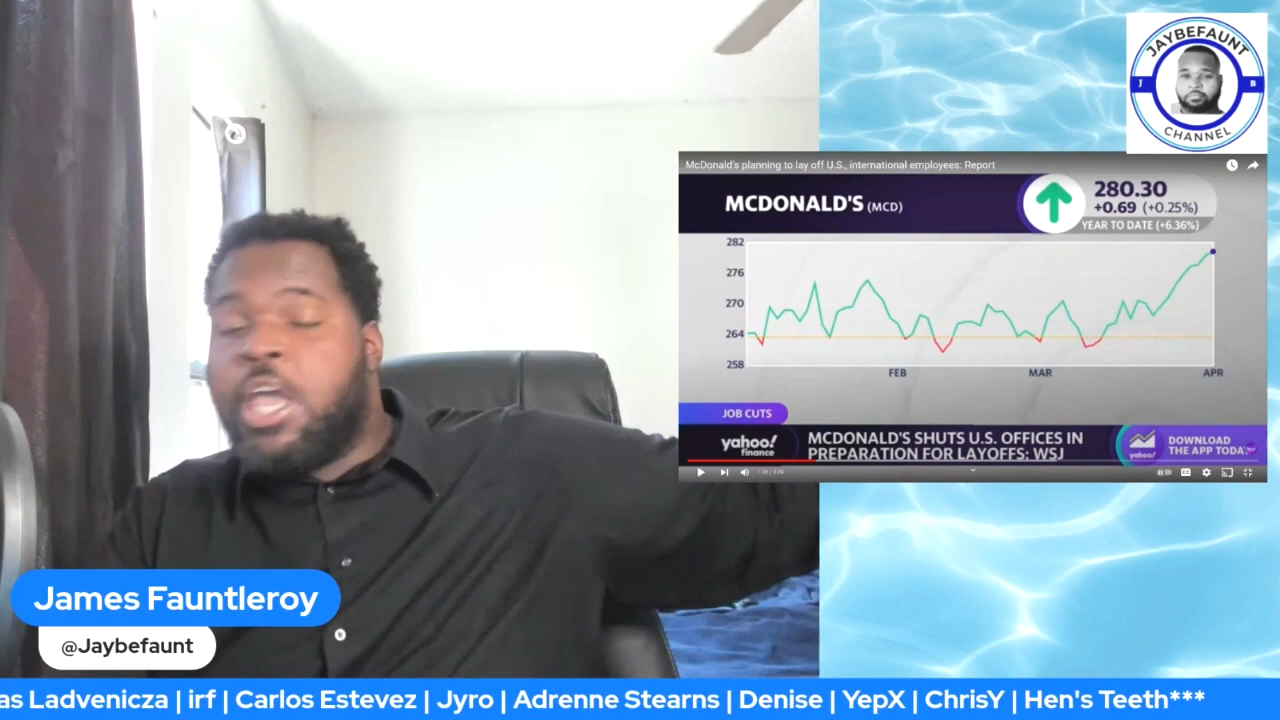 JAYBEFAUNT
J B
CHANNEL
McDonald's planning to lay off U.S., international employees: Report
MCDONALD'S (MCD)
280.30
+0.69 (+0.25%)
YEAR TO DATE (+6.36%)
282
276
270
264
258
FEB MAR APR
JOB CUTS
yahoo!
finance
MCDONALD'S SHUTS U.S. OFFICES IN
PREPARATION FOR LAYOFFS: WSJ
yahoo!
DOWNLOAD
THE APP TODAY
James Fauntleroy
@Jaybefaunt
as Ladvenicza | irf | Carlos Estevez | Jyro | Adrenne Stearns | Denise | YepX | ChrisY | Hen's Teeth***